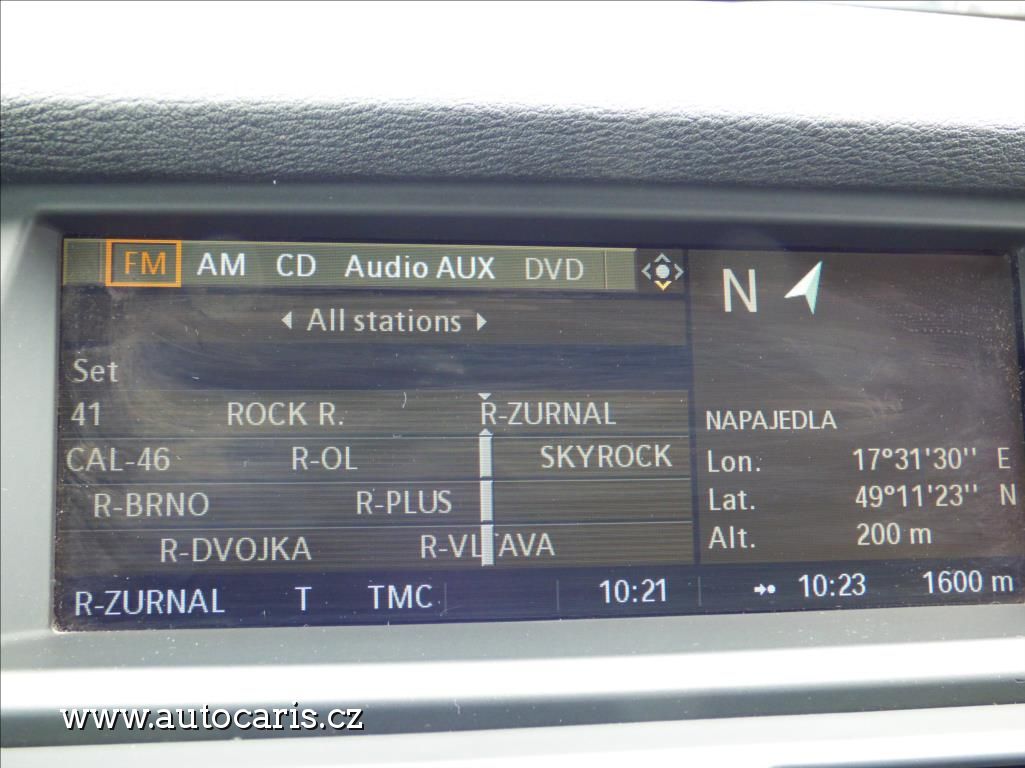 FM AM CD Audio AUX DVD
All stations
Set
41 ROCK R. R-ZURNAL
CAL-46 R-OL SKYROCK
R-BRNO R-PLUS
R-DVOJKA R-VLTAVA
R-ZURNAL T TMC 10:21
N
NAPAJEDLA
Lon. 17°31'30'' E
Lat. 49°11'23'' N
Alt. 200 m
10:23 1600 m
www.autocaris.cz